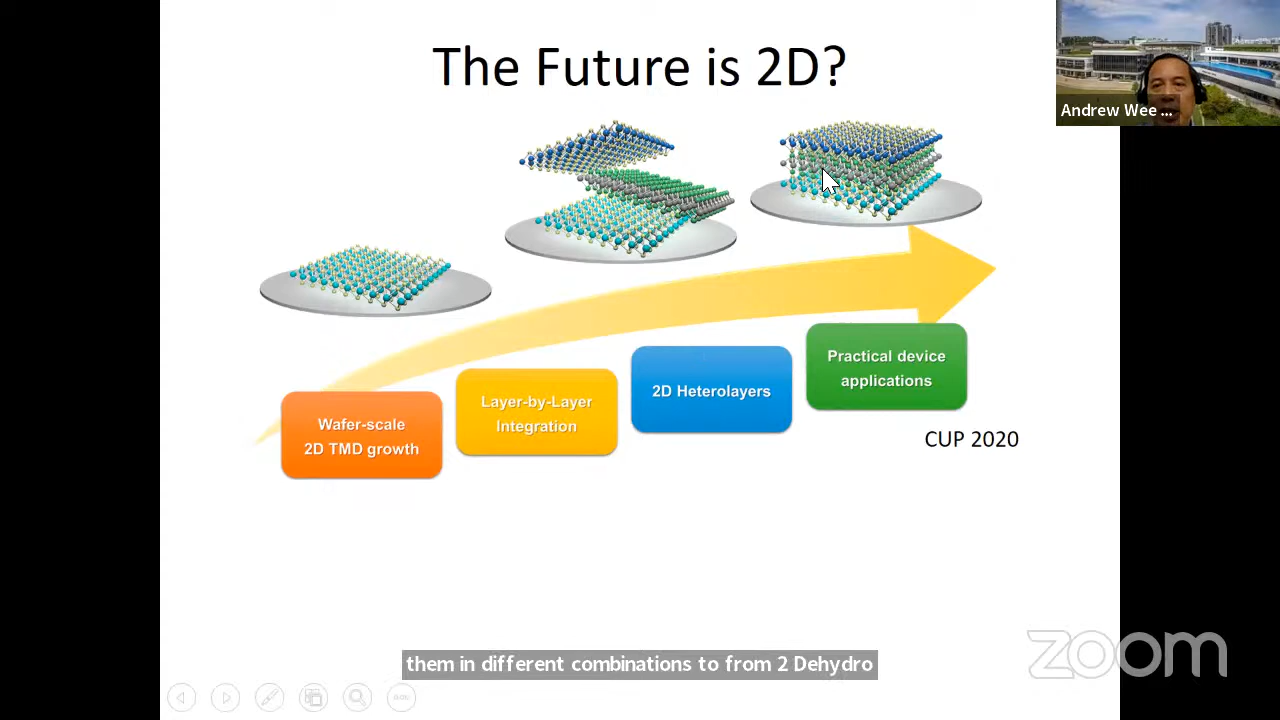 The Future is 2D?
Andrew Wee ...
Wafer-scale
2D TMD growth
Layer-by-Layer
Integration
2D Heterolayers
Practical device
applications
CUP 2020
them in different combinations to from 2 Dehydro
zoom